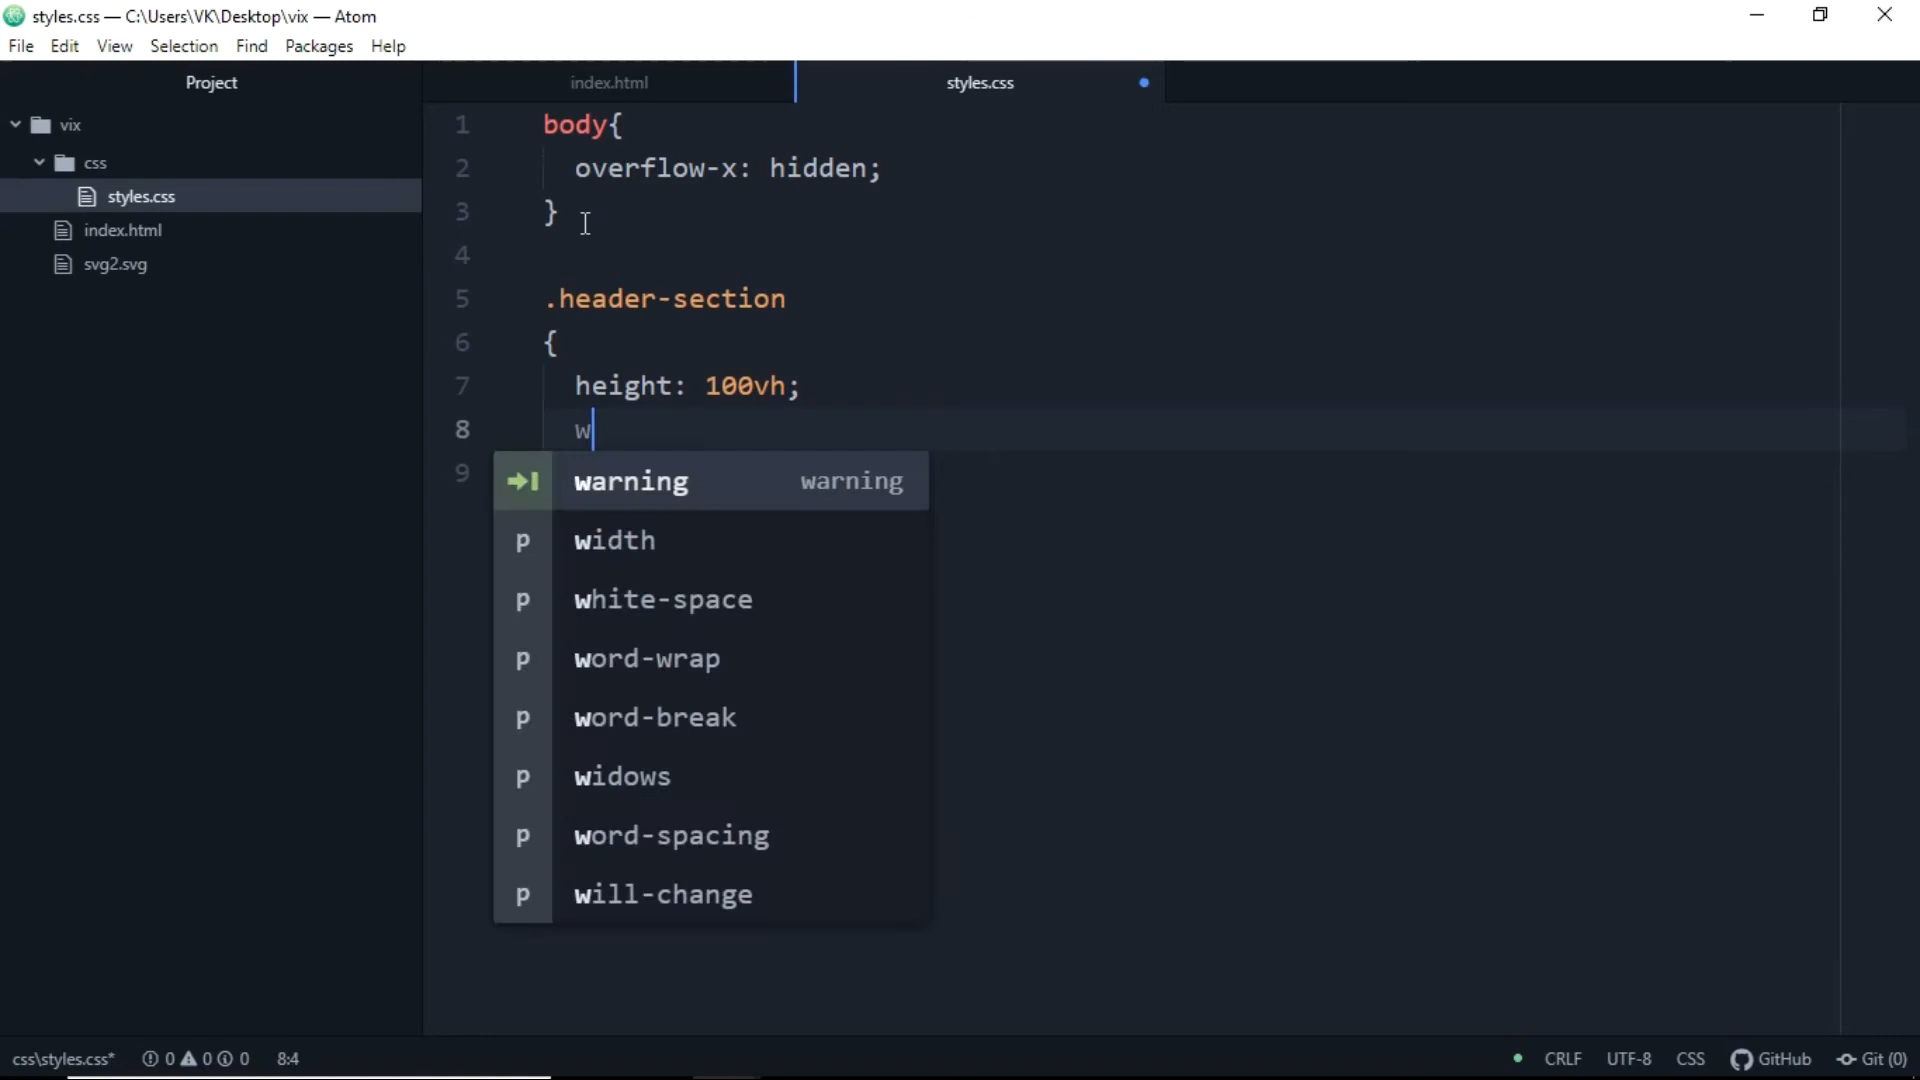 styles.css — C:\Users\VK\Desktop\vix — Atom
File Edit View Selection Find Packages Help
Project
index.html
styles.css
vix
css
styles.css
index.html
svg2.svg
1 body{
2 overflow-x: hidden;
3 }
4
5 .header-section
6 {
7 height: 100vh;
8 w
9
warning warning
p width
p white-space
p word-wrap
p word-break
p widows
p word-spacing
p will-change
css\styles.css* 0 0 0 8:4
CRLF UTF-8 CSS GitHub Git (0)